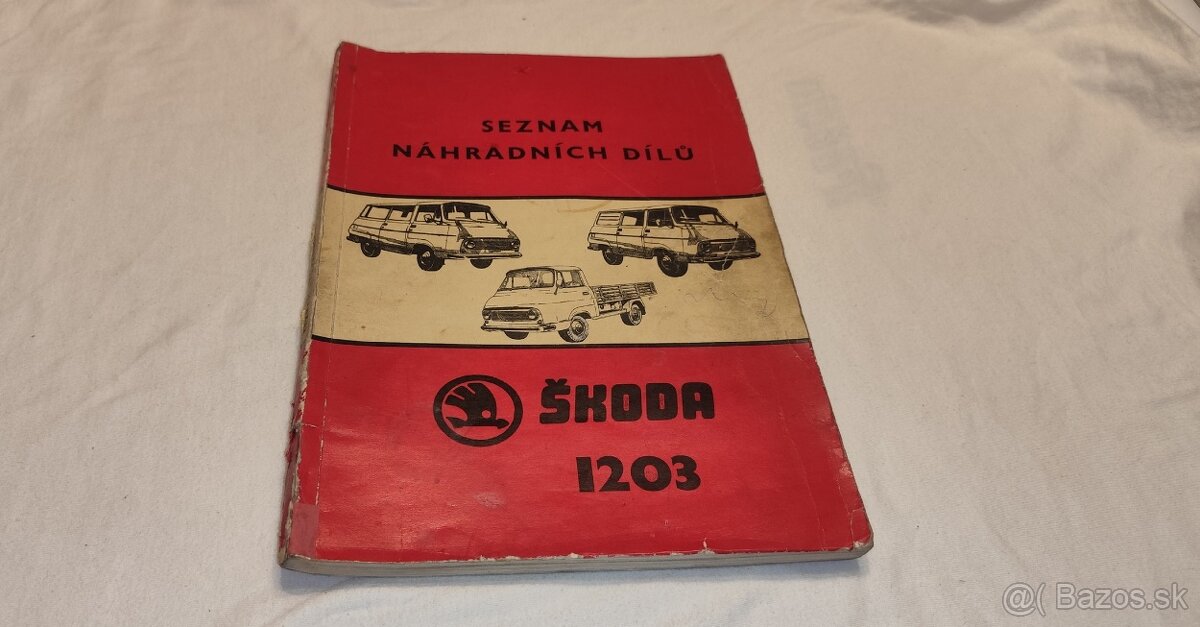 SEZNAM
NÁHRADNÍCH DÍLŮ
ŠKODA
1203
@( Bazos.sk